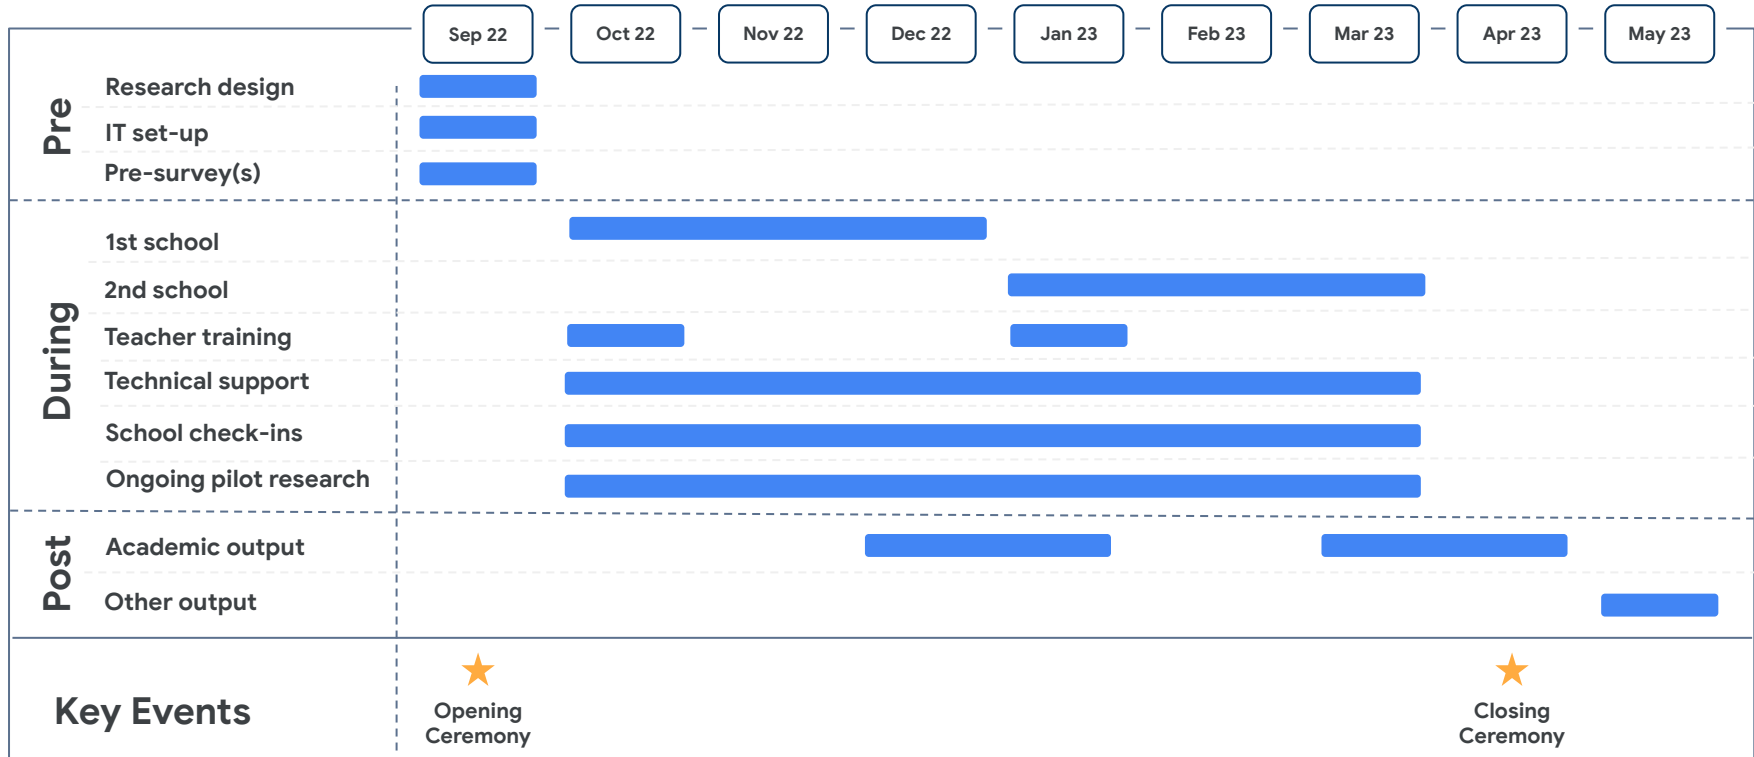 Sep 22
Oct 22
Nov 22
Dec 22
Jan 23
Feb 23
Mar 23
Apr 23
May 23
Pre
Research design
IT set-up
Pre-survey(s)
During
1st school
2nd school
Teacher training
Technical support
School check-ins
Ongoing pilot research
Post
Academic output
Other output
Key Events
Opening
Ceremony
Closing
Ceremony